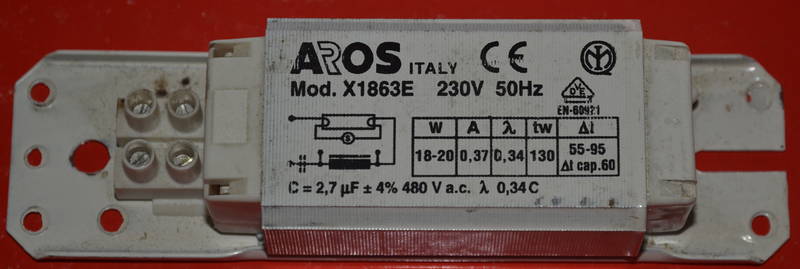 AROS ITALY CE
Mod. X1863E 230V 50Hz
EN-60921
S
W A λ tw Δt
18-20 0,37 0,34 130 55-95
Δt cap.60
C = 2,7 µF ± 4% 480 V a.c. λ 0,34 C